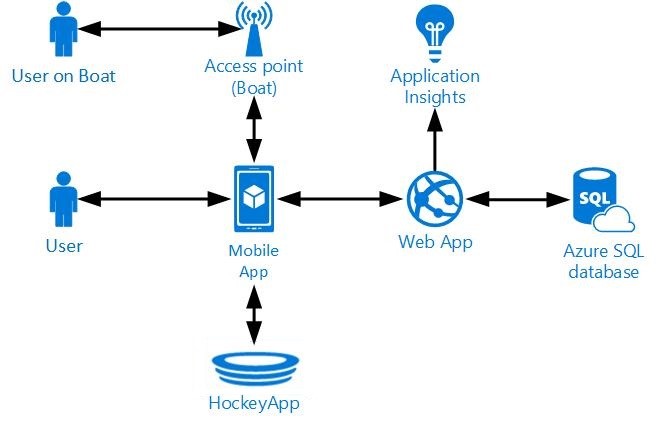 User on Boat
Access point
(Boat)
Application
Insights
User
Mobile
App
Web App
SQL
Azure SQL
database
HockeyApp